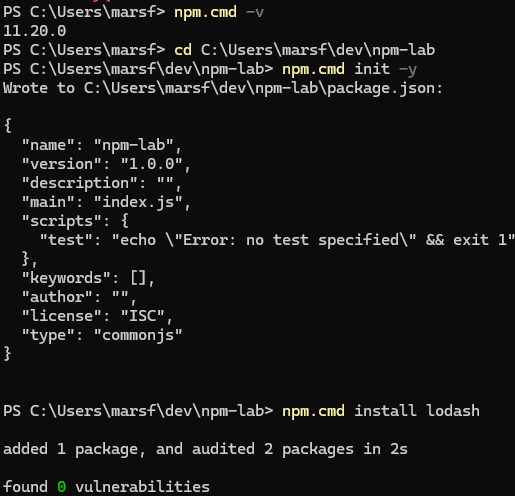 PS C:\Users\marsf> npm.cmd -v
11.20.0
PS C:\Users\marsf> cd C:\Users\marsf\dev\npm-lab
PS C:\Users\marsf\dev\npm-lab> npm.cmd init -y
Wrote to C:\Users\marsf\dev\npm-lab\package.json:

{
  "name": "npm-lab",
  "version": "1.0.0",
  "description": "",
  "main": "index.js",
  "scripts": {
    "test": "echo \"Error: no test specified\" && exit 1"
  },
  "keywords": [],
  "author": "",
  "license": "ISC",
  "type": "commonjs"
}

PS C:\Users\marsf\dev\npm-lab> npm.cmd install lodash

added 1 package, and audited 2 packages in 2s

found 0 vulnerabilities